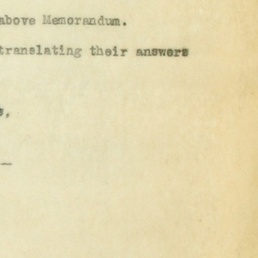 above Memorandum.
translating their answers
s,